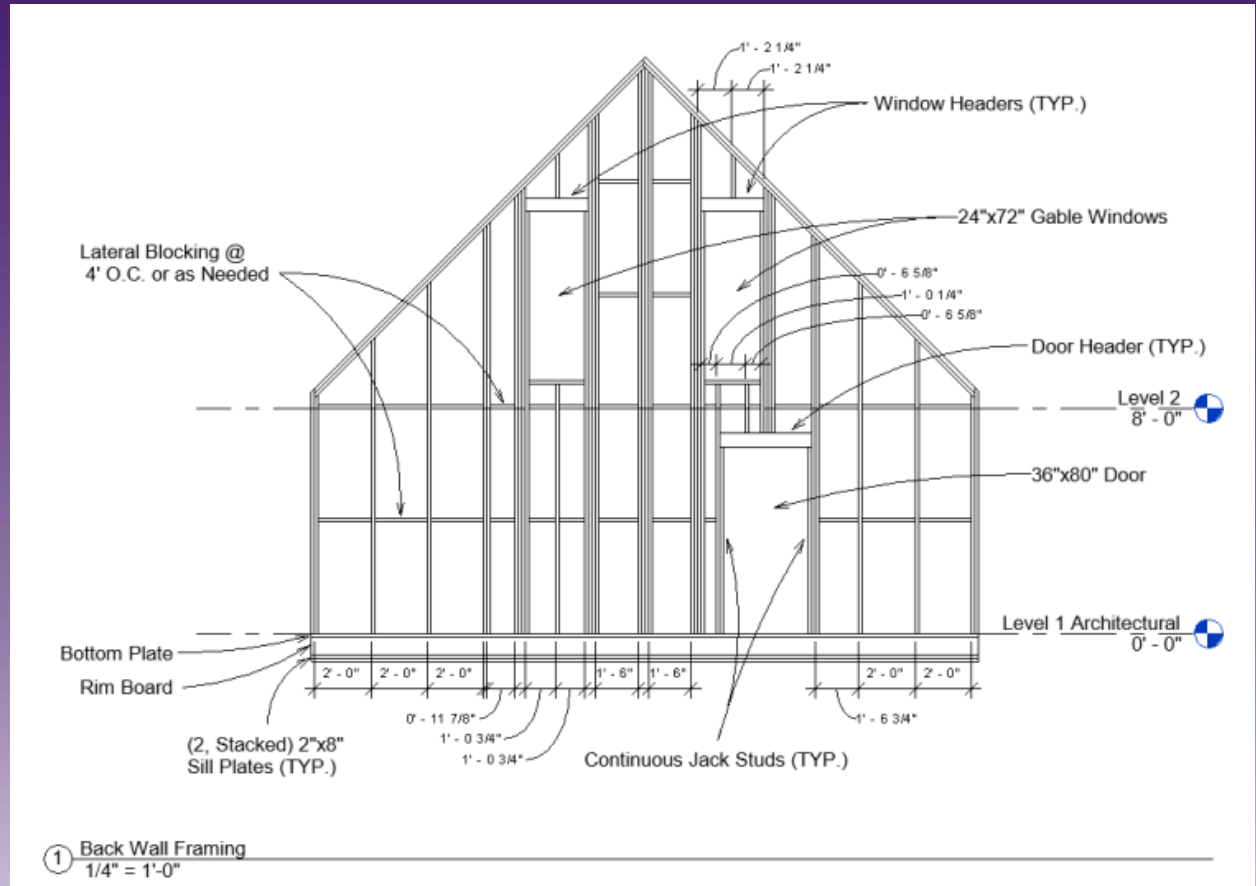 1' - 2 1/4"
1' - 2 1/4"
Window Headers (TYP.)
24"x72" Gable Windows
Lateral Blocking @
4' O.C. or as Needed
0' - 6 5/8"
1' - 0 1/4"
0' - 6 5/8"
Door Header (TYP.)
Level 2
8' - 0"
36"x80" Door
Level 1 Architectural
0' - 0"
Bottom Plate
Rim Board
2' - 0" 2' - 0" 2' - 0" 1' - 6" 1' - 6" 2' - 0" 2' - 0"
0' - 11 7/8"
1' - 0 3/4"
1' - 0 3/4"
1' - 6 3/4"
(2, Stacked) 2"x8"
Sill Plates (TYP.)
Continuous Jack Studs (TYP.)
1 Back Wall Framing
1/4" = 1'-0"